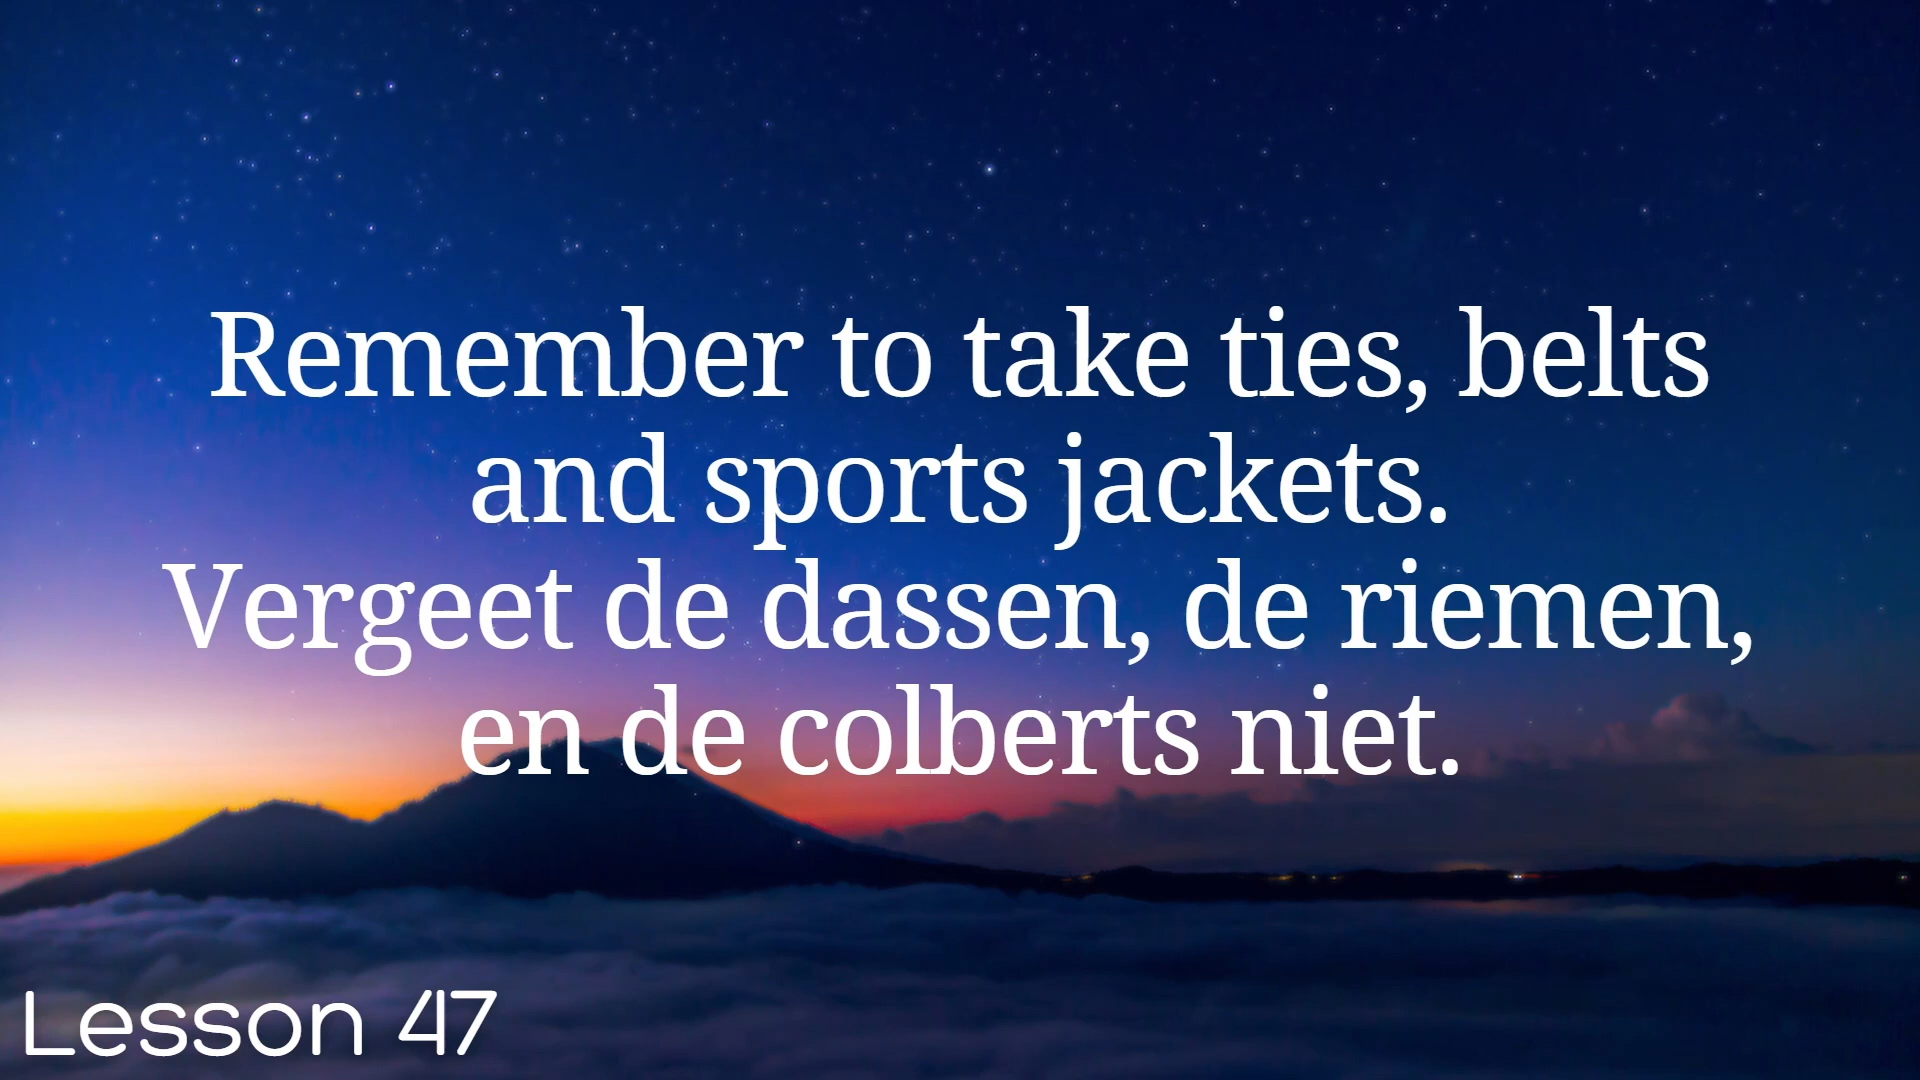 Remember to take ties, belts
and sports jackets.
Vergeet de dassen, de riemen,
en de colberts niet.
Lesson 47